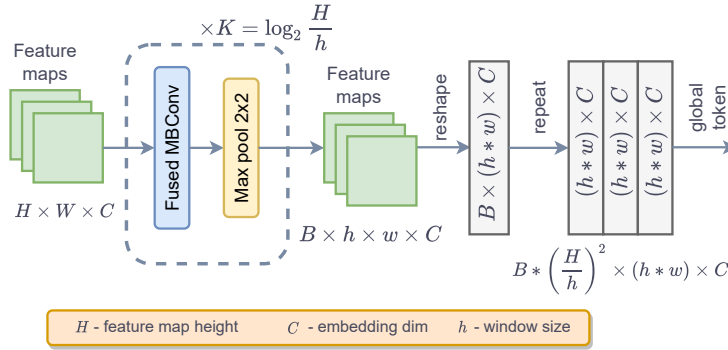 × K = log₂ H/h
Feature
maps
H × W × C
Fused MBConv
Max pool 2x2
Feature
maps
B × h × w × C
reshape
B × (h * w) × C
repeat
(h * w) × C
(h * w) × C
(h * w) × C
global
token
B * (H/h)² × (h * w) × C
H - feature map height
C - embedding dim
h - window size